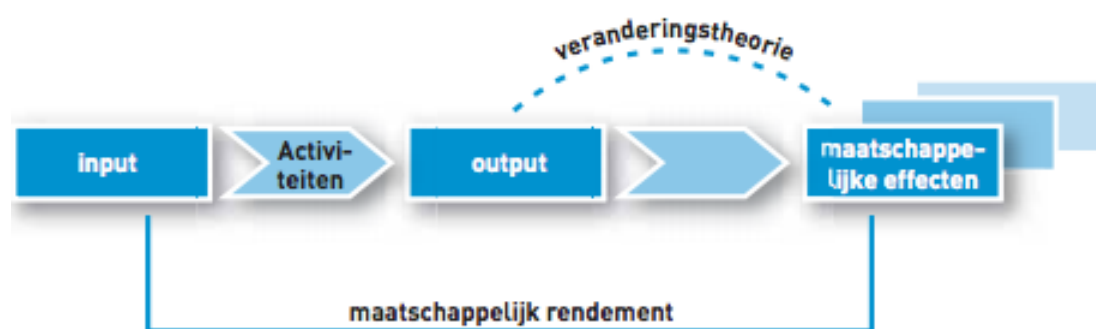 veranderingstheorie
input
Activi-
teiten
output
maatschappe-
lijke effecten
maatschappelijk rendement